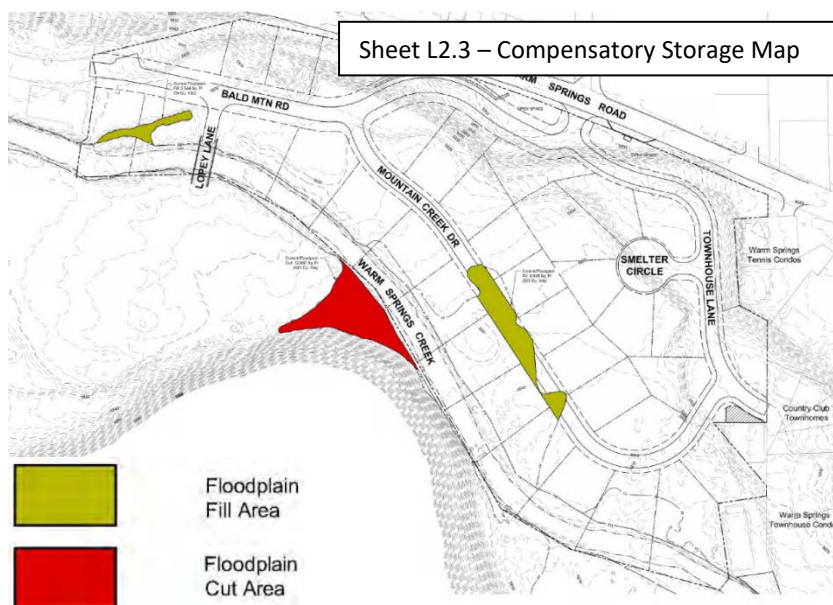 Sheet L2.3 – Compensatory Storage Map
SPRINGS ROAD
BALD MTN RD
LOPEY LANE
MOUNTAIN CREEK DR
WARM SPRINGS CREEK
SMELTER
CIRCLE
TOWNHOUSE LANE
Warm Springs
Tennis Condos
Country Club
Townhomes
Warm Springs
Townhouse Condo
Floodplain
Fill Area
Floodplain
Cut Area